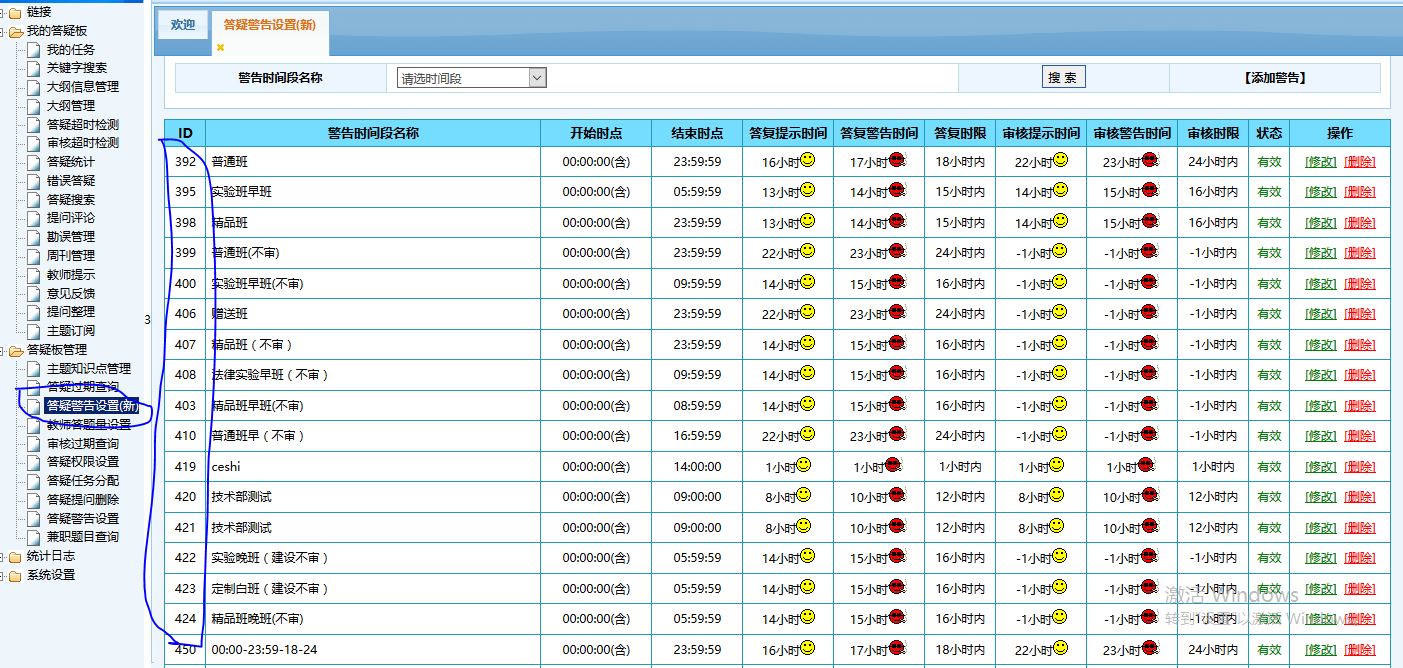 链接
我的答疑板
我的任务
关键字搜索
大纲信息管理
大纲管理
答疑超时检测
审核超时检测
答疑统计
错误答疑
答疑搜索
提问评论
勘误管理
周刊管理
教师提示
意见反馈
提问整理
主题订阅
答疑板管理
主题知识点管理
答疑过期查询
答疑警告设置(新)
教师答题量设置
审核过期查询
答疑权限设置
答疑任务分配
答疑提问删除
答疑警告设置
兼职题目查询
统计日志
系统设置
3
欢迎 答疑警告设置(新)
警告时间段名称 请选时间段 搜 索 【添加警告】
ID 警告时间段名称 开始时点 结束时点 答复提示时间 答复警告时间 答复时限 审核提示时间 审核警告时间 审核时限 状态 操作
392 普通班 00:00:00(含) 23:59:59 16小时 17小时 18小时内 22小时 23小时 24小时内 有效 [修改] [删除]
395 实验班早班 00:00:00(含) 05:59:59 13小时 14小时 15小时内 14小时 15小时 16小时内 有效 [修改] [删除]
398 精品班 00:00:00(含) 23:59:59 13小时 14小时 15小时内 14小时 15小时 16小时内 有效 [修改] [删除]
399 普通班(不审) 00:00:00(含) 23:59:59 22小时 23小时 24小时内 -1小时 -1小时 -1小时内 有效 [修改] [删除]
400 实验班早班(不审) 00:00:00(含) 09:59:59 14小时 15小时 16小时内 -1小时 -1小时 -1小时内 有效 [修改] [删除]
406 赠送班 00:00:00(含) 23:59:59 22小时 23小时 24小时内 -1小时 -1小时 -1小时内 有效 [修改] [删除]
407 精品班（不审） 00:00:00(含) 23:59:59 14小时 15小时 16小时内 -1小时 -1小时 -1小时内 有效 [修改] [删除]
408 法律实验早班（不审） 00:00:00(含) 09:59:59 14小时 15小时 16小时内 -1小时 -1小时 -1小时内 有效 [修改] [删除]
403 精品班早班(不审) 00:00:00(含) 08:59:59 14小时 15小时 16小时内 -1小时 -1小时 -1小时内 有效 [修改] [删除]
410 普通班早（不审） 00:00:00(含) 16:59:59 22小时 23小时 24小时内 -1小时 -1小时 -1小时内 有效 [修改] [删除]
419 ceshi 00:00:00(含) 14:00:00 1小时 1小时 1小时内 1小时 1小时 1小时内 有效 [修改] [删除]
420 技术部测试 00:00:00(含) 09:00:00 8小时 10小时 12小时内 8小时 10小时 12小时内 有效 [修改] [删除]
421 技术部测试 00:00:00(含) 09:00:00 8小时 10小时 12小时内 8小时 10小时 12小时内 有效 [修改] [删除]
422 实验晚班（建设不审） 00:00:00(含) 05:59:59 14小时 15小时 16小时内 -1小时 -1小时 -1小时内 有效 [修改] [删除]
423 定制白班（建设不审） 00:00:00(含) 05:59:59 14小时 15小时 16小时内 -1小时 -1小时 -1小时内 有效 [修改] [删除]
激活 Windows
424 精品班晚班(不审) 00:00:00(含) 05:59:59 14小时 15小时 16小时内 -1小时 -1小时 -1小时内 有效 [修改] [删除]
转到"设置"以激活 Windows
450 00:00-23:59-18-24 00:00:00(含) 23:59:59 16小时 17小时 18小时内 22小时 23小时 24小时内 有效 [修改] [删除]